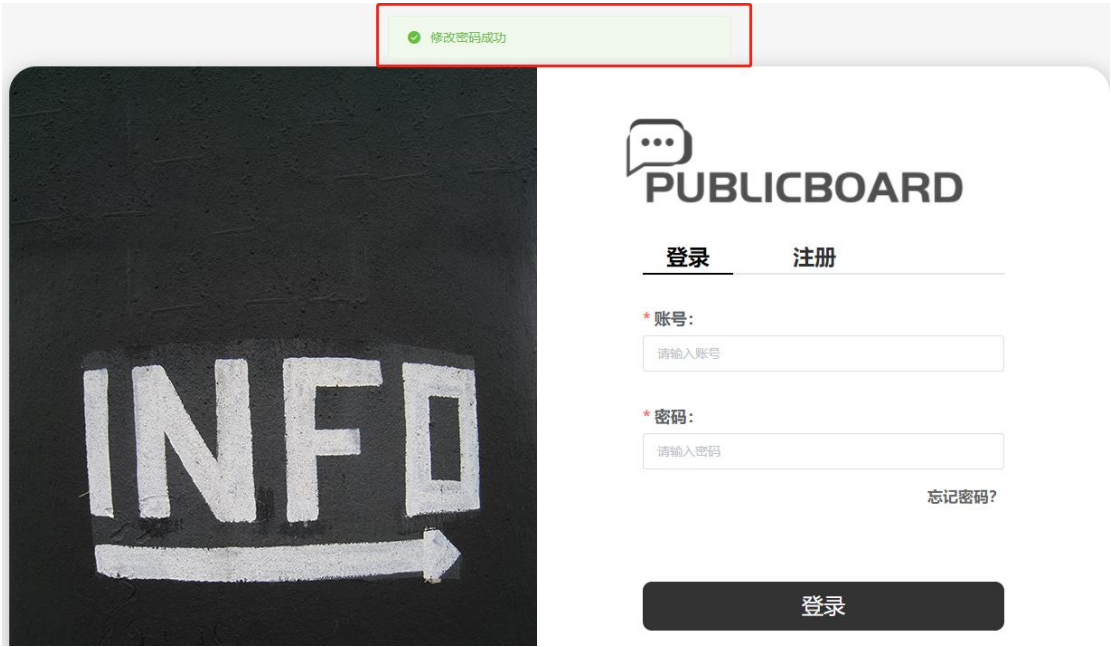 修改密码成功
PUBLICBOARD
登录 注册
* 账号：
请输入账号
* 密码：
请输入密码
忘记密码?
登录
INFO